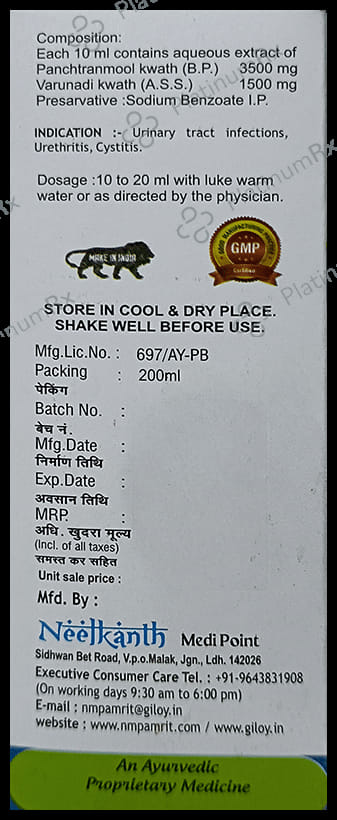 Composition:
Each 10 ml contains aqueous extract of
Panchtranmool kwath (B.P.) 3500 mg
Varunadi kwath (A.S.S.) 1500 mg
Presarvative :Sodium Benzoate I.P.
INDICATION :- Urinary tract infections,
Urethritis, Cystitis.
Dosage :10 to 20 ml with luke warm
water or as directed by the physician.
MAKE IN INDIA
GOOD MANUFACTURING PRACTICE
GMP
Certified
STORE IN COOL & DRY PLACE.
SHAKE WELL BEFORE USE.
Mfg.Lic.No. : 697/AY-PB
Packing : 200ml
पेकिंग
Batch No. :
बेच नं.
Mfg.Date :
निर्माण तिथि
Exp.Date :
अवसान तिथि
MRP. :
अधि. खुदरा मूल्य
(Incl. of all taxes)
समस्त कर सहित
Unit sale price :
Mfd. By :
Neelkanth Medi Point
Sidhwan Bet Road, V.p.o.Malak, Jgn., Ldh. 142026
Executive Consumer Care Tel. : +91-9643831908
(On working days 9:30 am to 6:00 pm)
E-mail : nmpamrit@giloy.in
website : www.nmpamrit.com / www.giloy.in
An Ayurvedic
Proprietary Medicine
PlatinumRx